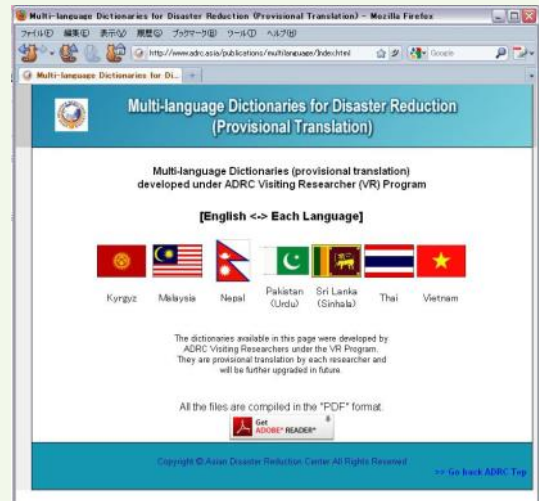 Multi-language Dictionaries for Disaster Reduction (Provisional Translation) - Mozilla Firefox
ファイル(F) 編集(E) 表示(V) 履歴(S) ブックマーク(B) ツール(T) ヘルプ(H)
http://www.adrc.asia/publications/multilanguage/index.html
Google
Multi-language Dictionaries for Di...
Multi-language Dictionaries for Disaster Reduction
(Provisional Translation)
Multi-language Dictionaries (provisional translation)
developed under ADRC Visiting Researcher (VR) Program
[English <-> Each Language]
Kyrgyz Malaysia Nepal Pakistan (Urdu) Sri Lanka (Sinhala) Thai Vietnam
The dictionaries available in this page were developed by
ADRC Visiting Researchers under the VR Program.
They are provisional translation by each researcher and
will be further upgraded in future.
All the files are compiled in the "PDF" format.
Get
ADOBE® READER®
Copyright © Asian Disaster Reduction Center All Rights Reserved
>> Go back ADRC Top